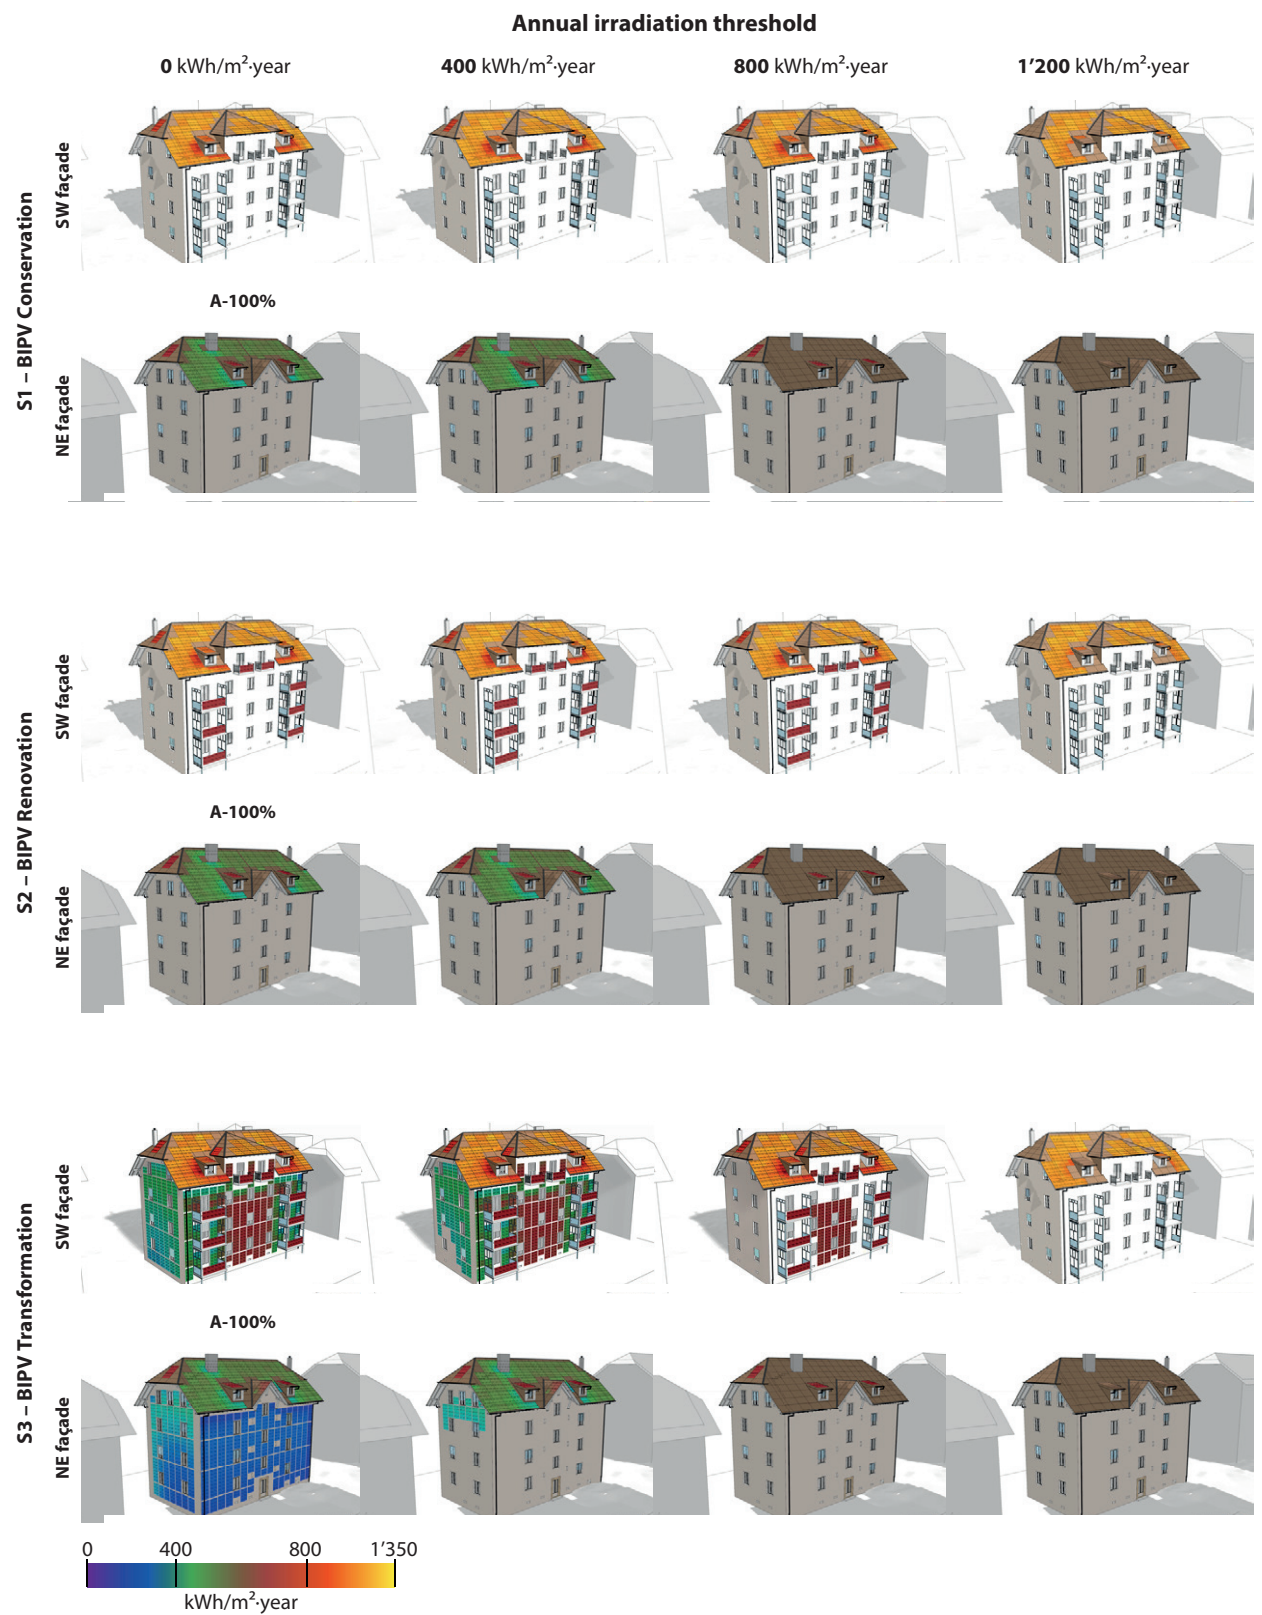 Annual irradiation threshold
0 kWh/m²·year
400 kWh/m²·year
800 kWh/m²·year
1’200 kWh/m²·year
S1 – BIPV Conservation
SW façade
A-100%
NE façade
S2 – BIPV Renovation
SW façade
A-100%
NE façade
S3 – BIPV Transformation
SW façade
A-100%
NE façade
0 400 800 1’350
kWh/m²·year